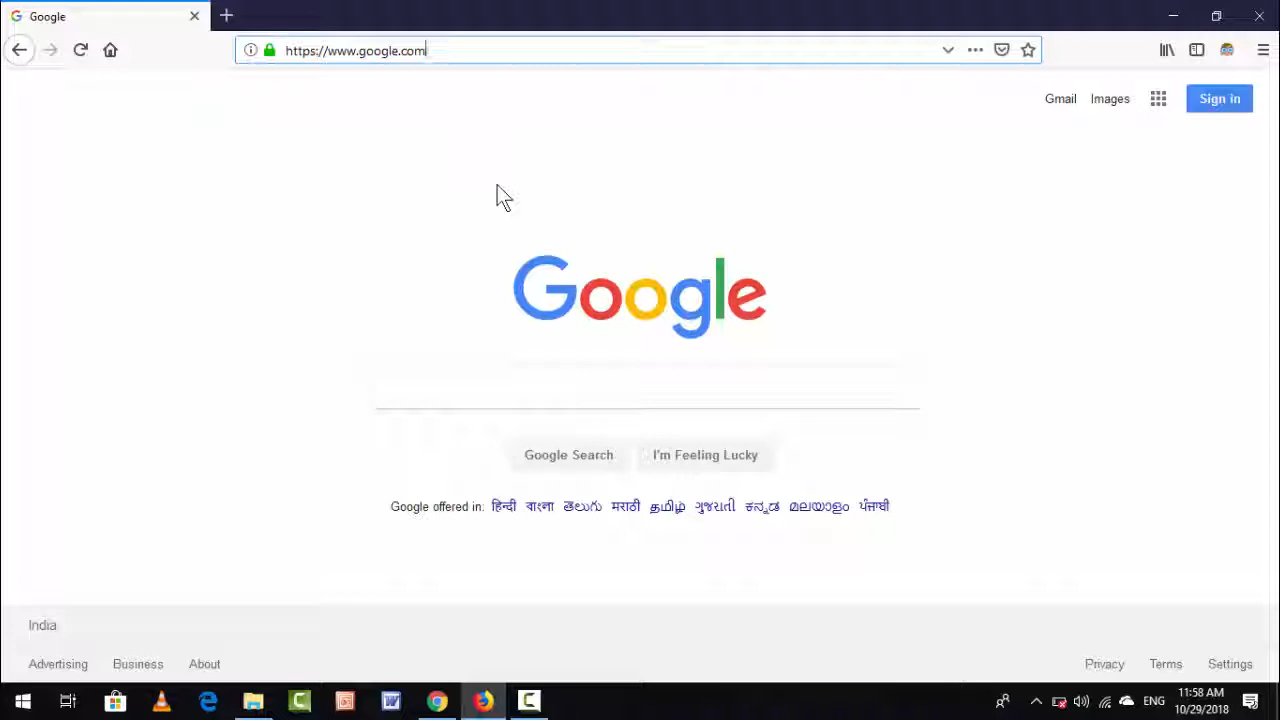 Google
https://www.google.com
Gmail Images Sign in
Google
Google Search I'm Feeling Lucky
Google offered in: हिन्दी বাংলা తెలుగు मराठी தமிழ் ગુજરાતી ಕನ್ನಡ മലയാളം ਪੰਜਾਬੀ
India
Advertising Business About Privacy Terms Settings
ENG 11:58 AM
10/29/2018